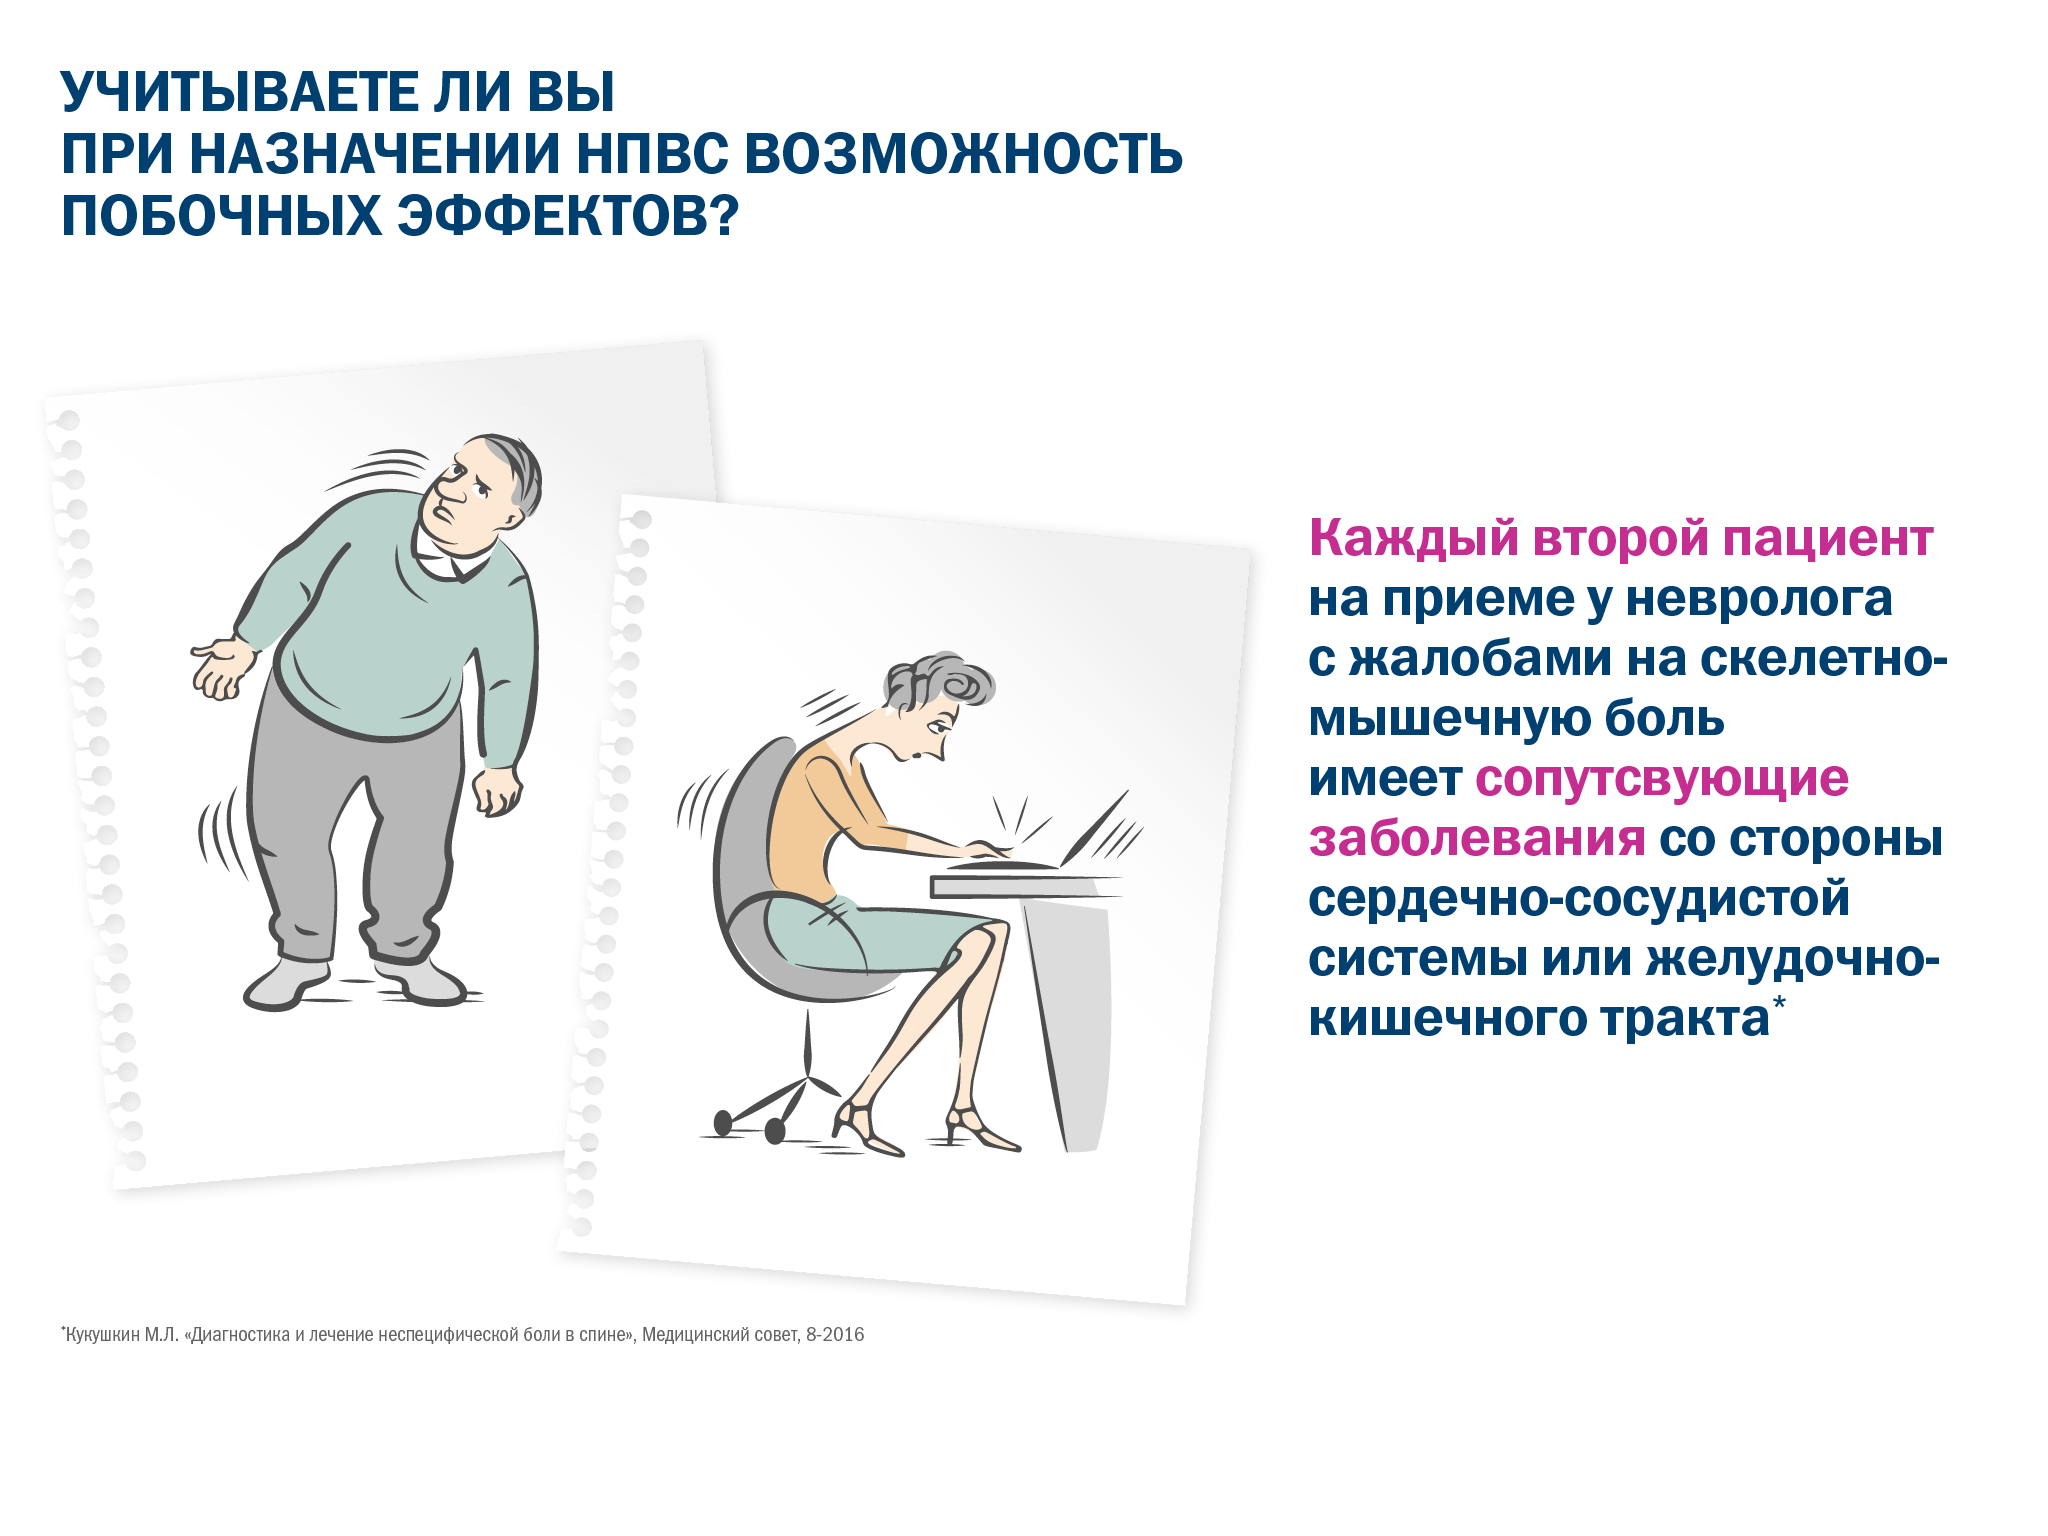 УЧИТЫВАЕТЕ ЛИ ВЫ
ПРИ НАЗНАЧЕНИИ НПВС ВОЗМОЖНОСТЬ
ПОБОЧНЫХ ЭФФЕКТОВ?
Каждый второй пациент
на приеме у невролога
с жалобами на скелетно-
мышечную боль
имеет сопутсвующие
заболевания со стороны
сердечно-сосудистой
системы или желудочно-
кишечного тракта*
*Кукушкин М.Л. «Диагностика и лечение неспецифической боли в спине», Медицинский совет, 8-2016